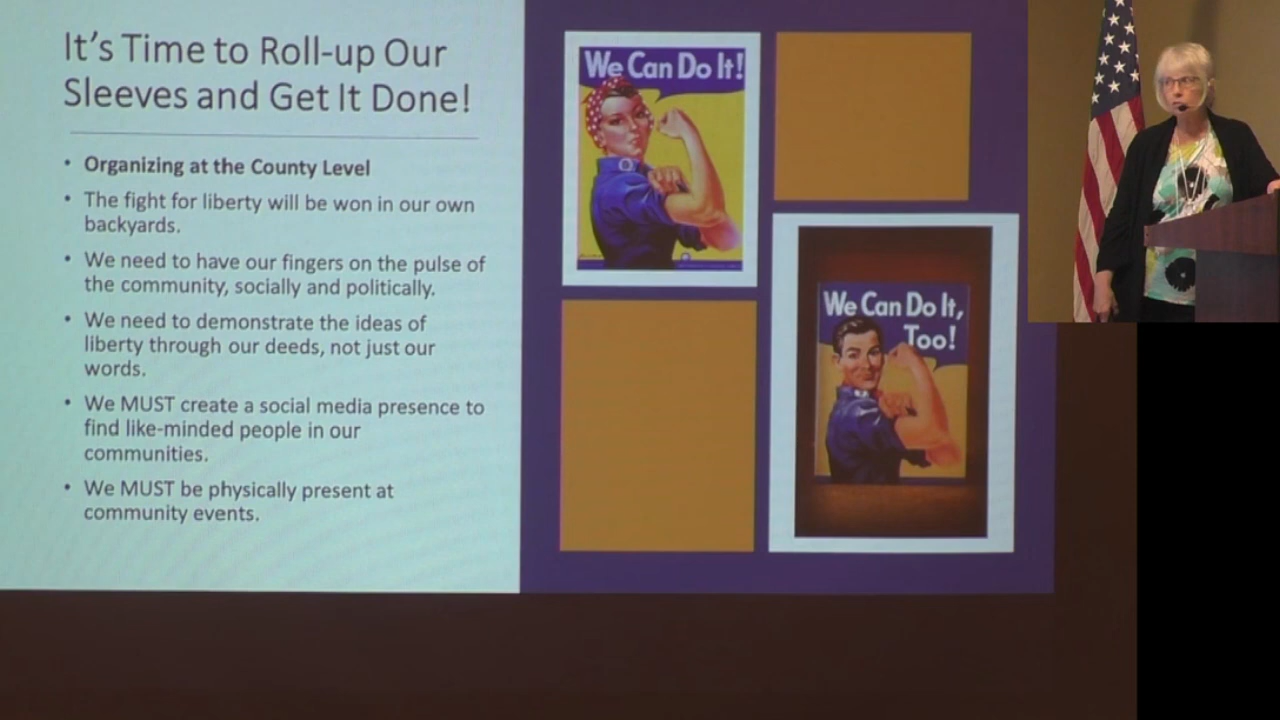 It's Time to Roll-up Our
Sleeves and Get It Done!
• Organizing at the County Level
• The fight for liberty will be won in our own
backyards.
• We need to have our fingers on the pulse of
the community, socially and politically.
• We need to demonstrate the ideas of
liberty through our deeds, not just our
words.
• We MUST create a social media presence to
find like-minded people in our
communities.
• We MUST be physically present at
community events.
We Can Do It!
We Can Do It,
Too!